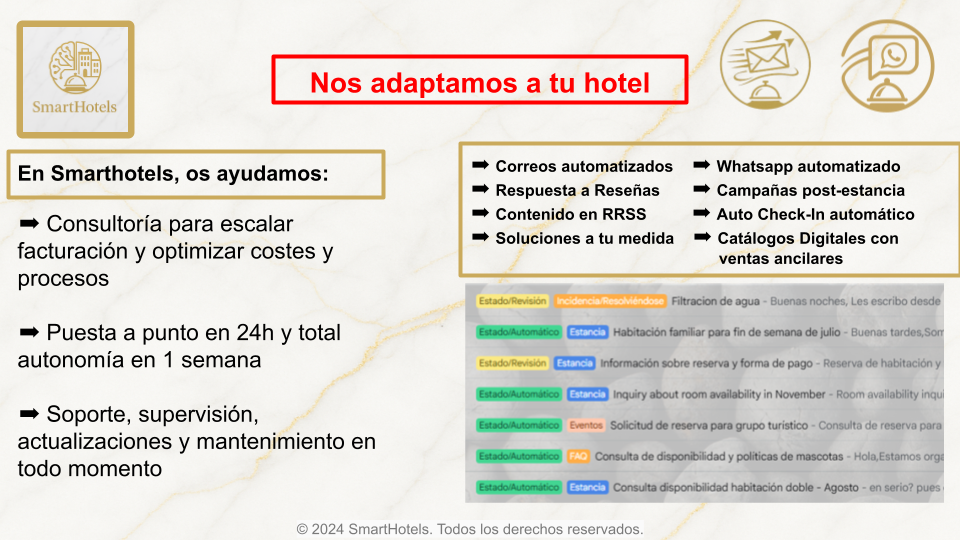 SmartHotels
Nos adaptamos a tu hotel
En Smarthotels, os ayudamos:
➡ Consultoría para escalar
facturación y optimizar costes y
procesos
➡ Puesta a punto en 24h y total
autonomía en 1 semana
➡ Soporte, supervisión,
actualizaciones y mantenimiento en
todo momento
➡ Correos automatizados
➡ Respuesta a Reseñas
➡ Contenido en RRSS
➡ Soluciones a tu medida
➡ Whatsapp automatizado
➡ Campañas post-estancia
➡ Auto Check-In automático
➡ Catálogos Digitales con
ventas ancilares
Estado/Revisión Incidencia/Resolviéndose Filtracion de agua - Buenas noches, Les escribo desde
Estado/Automático Estancia Habitación familiar para fin de semana de julio - Buenas tardes,Som
Estado/Revisión Estancia Información sobre reserva y forma de pago - Reserva de habitación y
Estado/Automático Estancia Inquiry about room availability in November - Room availability inqui
Estado/Automático Eventos Solicitud de reserva para grupo turístico - Consulta de reserva para
Estado/Automático FAQ Consulta de disponibilidad y políticas de mascotas - Hola,Estamos orga
Estado/Automático Estancia Consulta disponibilidad habitación doble - Agosto - en serio? pues
© 2024 SmartHotels. Todos los derechos reservados.